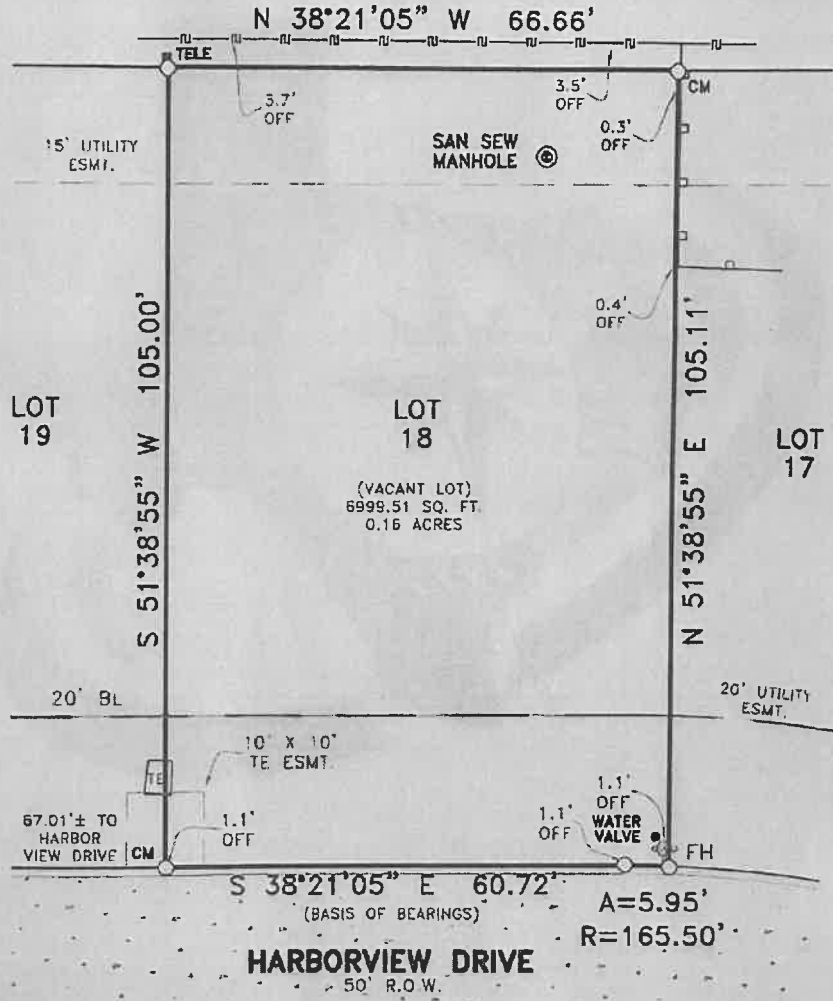 N 38°21'05" W 66.66'
TELE
CM
3.7'
OFF
3.5'
OFF
0.3'
OFF
15' UTILITY
ESMT.
SAN SEW
MANHOLE
S 51°38'55" W 105.00'
0.4'
OFF
N 51°38'55" E 105.11'
LOT
19
LOT
18
LOT
17
(VACANT LOT)
6999.51 SQ. FT.
0.16 ACRES
20' BL
20' UTILITY
ESMT.
10' X 10'
TE ESMT.
TE
67.01'± TO
HARBOR
VIEW DRIVE
CM
1.1'
OFF
1.1'
OFF
1.1'
OFF
WATER
VALVE
FH
S 38°21'05" E 60.72'
(BASIS OF BEARINGS)
A=5.95'
R=165.50'
HARBORVIEW DRIVE
50' R.O.W.